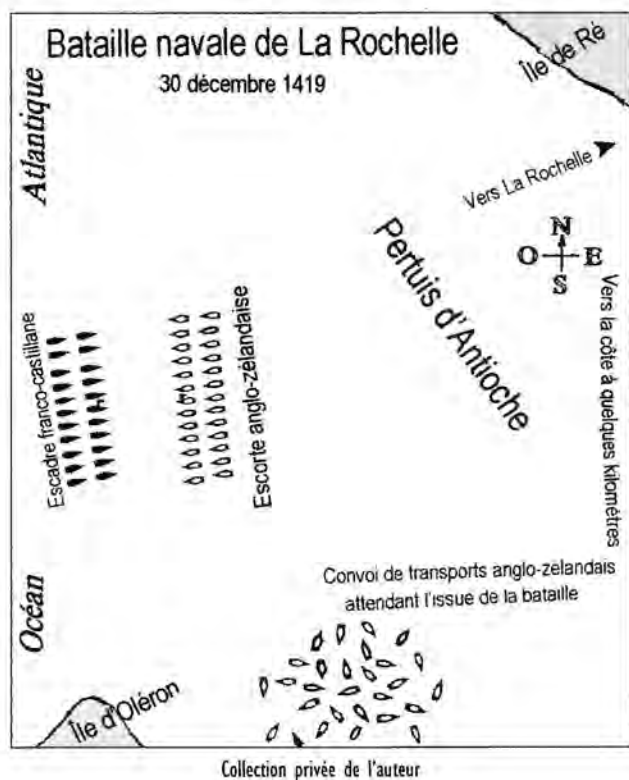 Bataille navale de La Rochelle
30 décembre 1419
Île de Ré
Atlantique
Vers La Rochelle
N
O E
S
Pertuis d'Antioche
Vers la côte à quelques kilomètres
Escadre franco-castillane
Escorte anglo-zélandaise
Océan
Convoi de transports anglo-zélandais
attendant l'issue de la bataille
Île d'Oléron
Collection privée de l'auteur